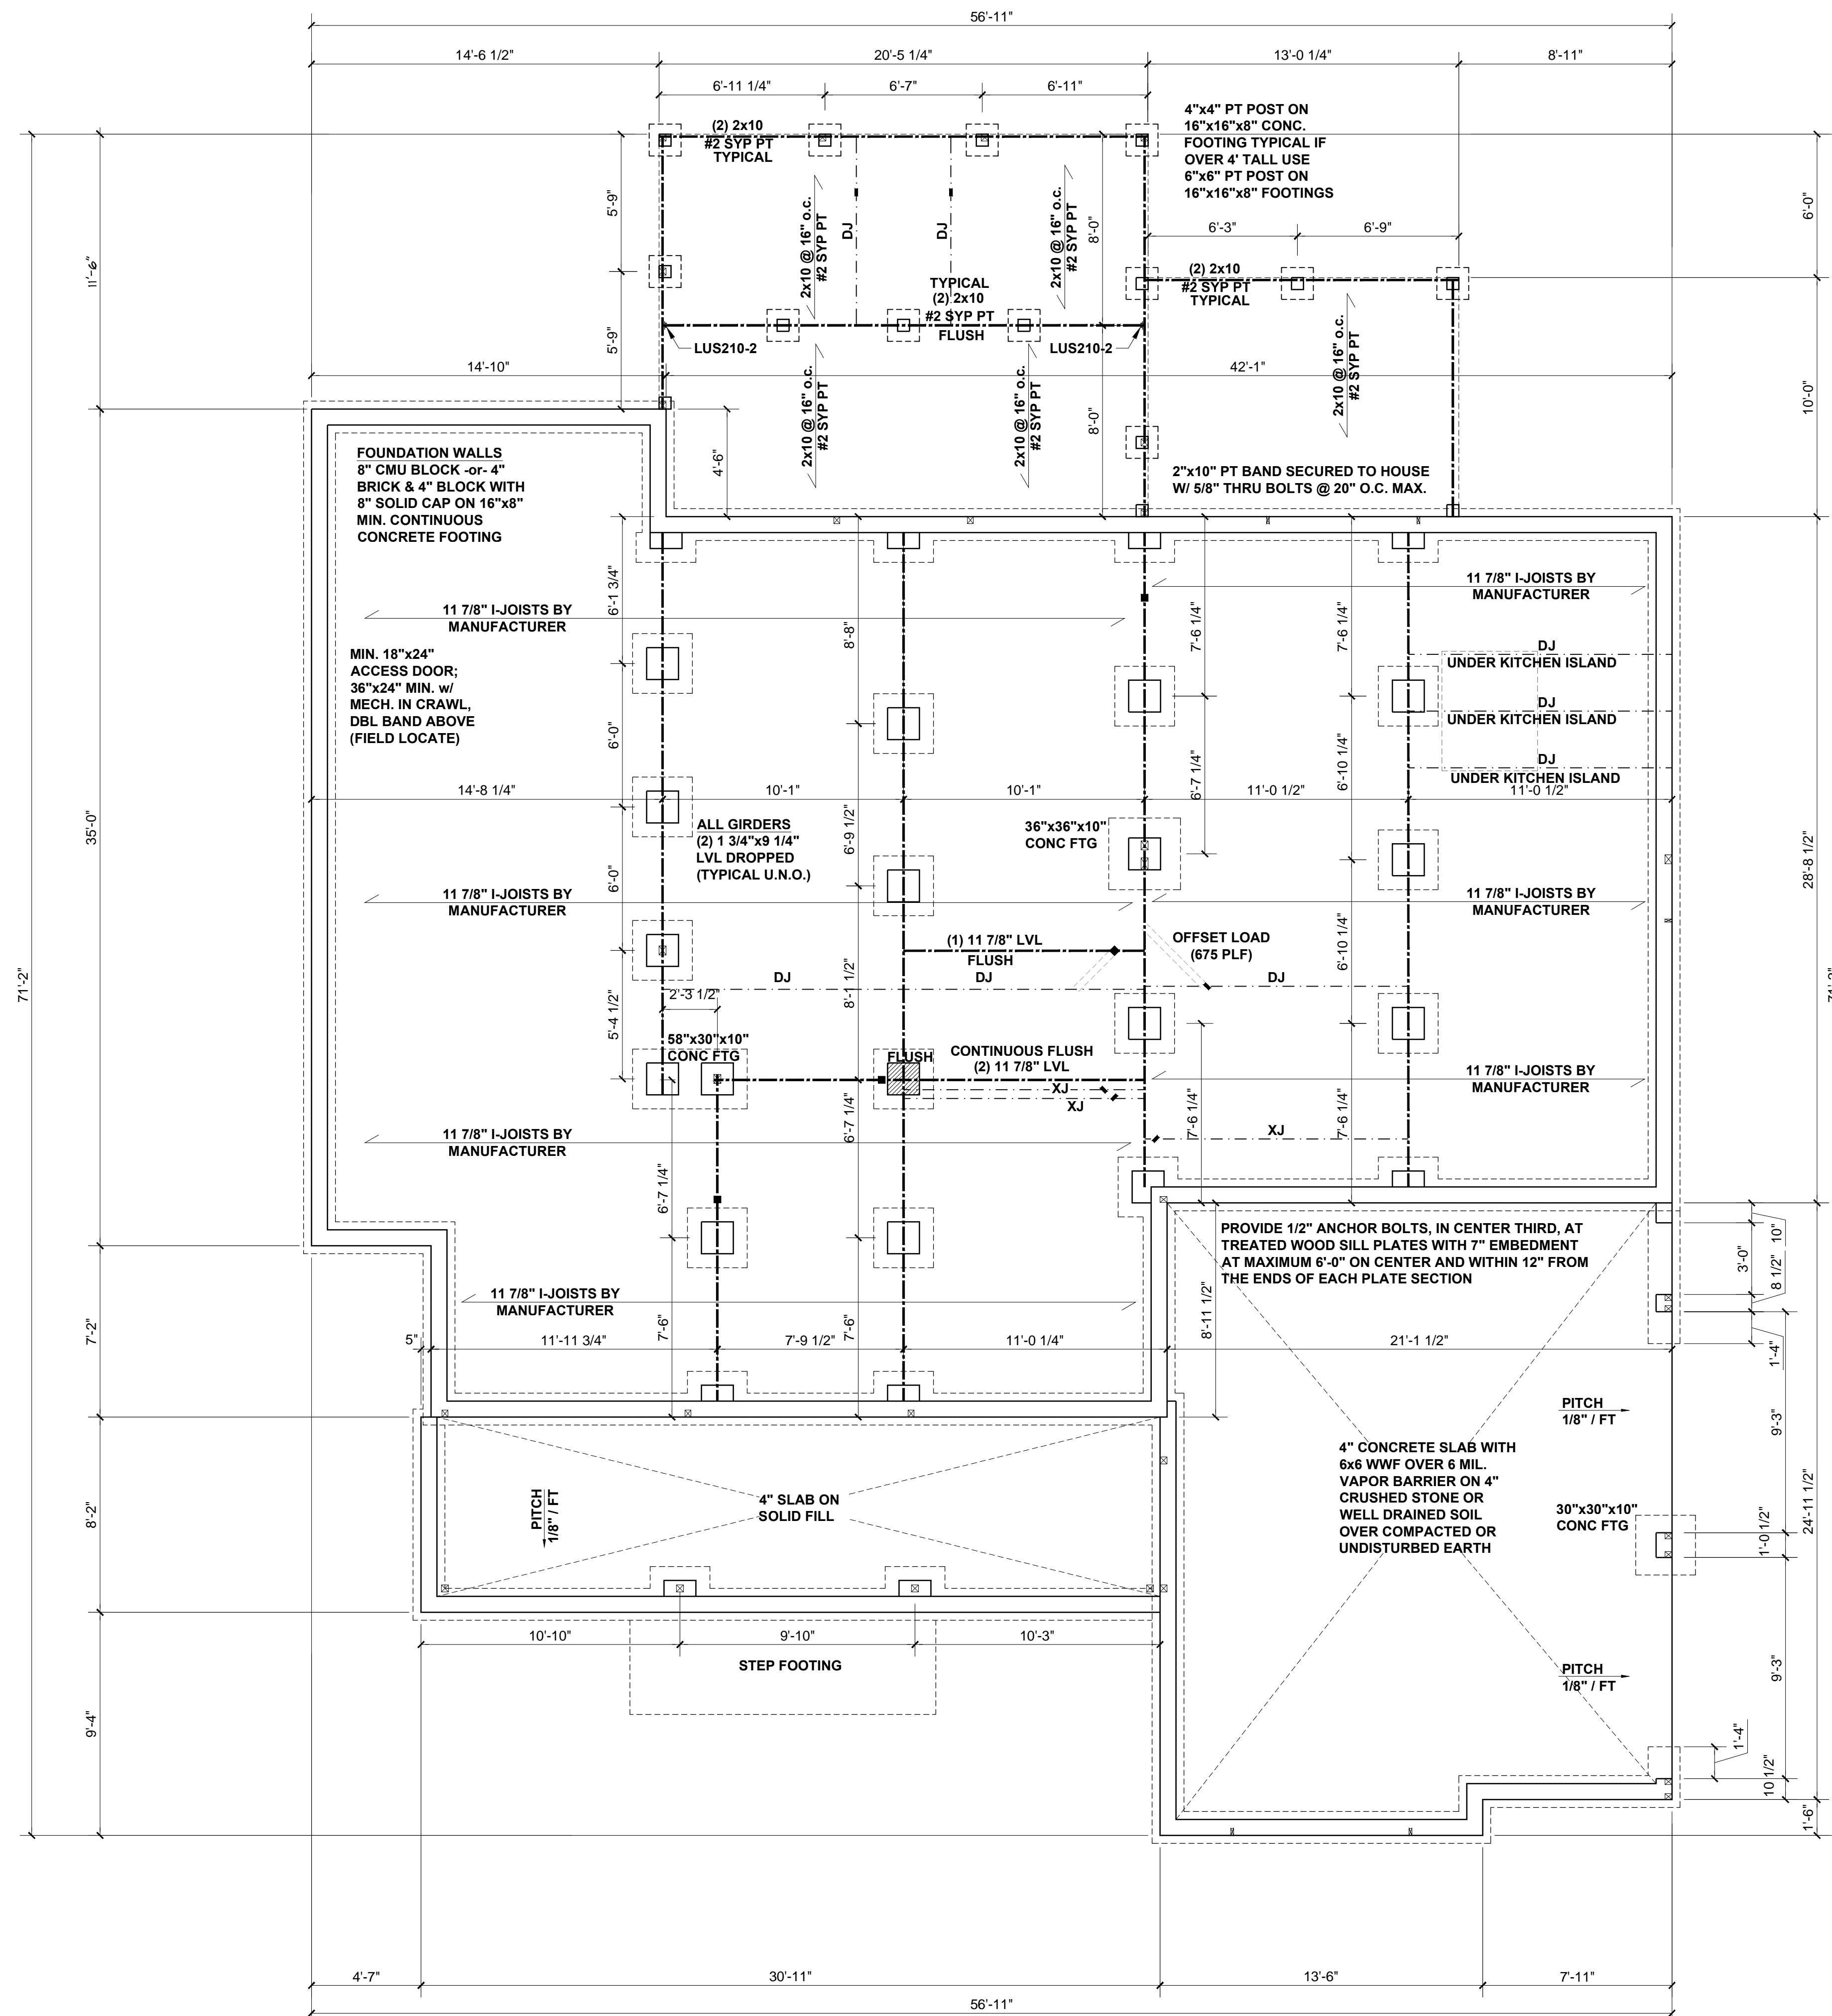 56'-11"
14'-6 1/2"
20'-5 1/4"
13'-0 1/4"
8'-11"
6'-11 1/4"
6'-7"
6'-11"
4"x4" PT POST ON
16"x16"x8" CONC.
FOOTING TYPICAL IF
OVER 4' TALL USE
6"x6" PT POST ON
16"x16"x8" FOOTINGS
(2) 2x10
#2 SYP PT
TYPICAL
5'-9"
11'-6"
2x10 @ 16" o.c.
#2 SYP PT
DJ
DJ
2x10 @ 16" o.c.
#2 SYP PT
8'-0"
6'-0"
6'-3"
6'-9"
(2) 2x10
#2 SYP PT
TYPICAL
TYPICAL
(2) 2x10
#2 SYP PT
FLUSH
LUS210-2
LUS210-2
5'-9"
14'-10"
42'-1"
2x10 @ 16" o.c.
#2 SYP PT
10'-0"
2x10 @ 16" o.c.
#2 SYP PT
2x10 @ 16" o.c.
#2 SYP PT
8'-0"
4'-6"
2"x10" PT BAND SECURED TO HOUSE
W/ 5/8" THRU BOLTS @ 20" O.C. MAX.
FOUNDATION WALLS
8" CMU BLOCK -or- 4"
BRICK & 4" BLOCK WITH
8" SOLID CAP ON 16"x8"
MIN. CONTINUOUS
CONCRETE FOOTING
6'-1 3/4"
11 7/8" I-JOISTS BY
MANUFACTURER
11 7/8" I-JOISTS BY
MANUFACTURER
8'-8"
7'-6 1/4"
7'-6 1/4"
DJ
UNDER KITCHEN ISLAND
DJ
UNDER KITCHEN ISLAND
DJ
UNDER KITCHEN ISLAND
MIN. 18"x24"
ACCESS DOOR;
36"x24" MIN. w/
MECH. IN CRAWL,
DBL BAND ABOVE
(FIELD LOCATE)
6'-0"
6'-7 1/4"
6'-10 1/4"
14'-8 1/4"
10'-1"
10'-1"
11'-0 1/2"
11'-0 1/2"
35'-0"
ALL GIRDERS
(2) 1 3/4"x9 1/4"
LVL DROPPED
(TYPICAL U.N.O.)
6'-9 1/2"
36"x36"x10"
CONC FTG
28'-8 1/2"
6'-0"
11 7/8" I-JOISTS BY
MANUFACTURER
11 7/8" I-JOISTS BY
MANUFACTURER
(1) 11 7/8" LVL
FLUSH
OFFSET LOAD
(675 PLF)
6'-10 1/4"
71'-2"
71'-2"
DJ
DJ
DJ
8'-1 1/2"
2'-3 1/2"
5'-4 1/2"
58"x30"x10"
CONC FTG
FLUSH
CONTINUOUS FLUSH
(2) 11 7/8" LVL
XJ
XJ
XJ
11 7/8" I-JOISTS BY
MANUFACTURER
11 7/8" I-JOISTS BY
MANUFACTURER
6'-7 1/4"
7'-6 1/4"
7'-6 1/4"
6'-7 1/4"
PROVIDE 1/2" ANCHOR BOLTS, IN CENTER THIRD, AT
TREATED WOOD SILL PLATES WITH 7" EMBEDMENT
AT MAXIMUM 6'-0" ON CENTER AND WITHIN 12" FROM
THE ENDS OF EACH PLATE SECTION
10"
3'-0"
8 1/2"
1'-4"
11 7/8" I-JOISTS BY
MANUFACTURER
7'-6"
7'-6"
8'-11 1/2"
7'-2"
5"
11'-11 3/4"
7'-9 1/2"
11'-0 1/4"
21'-1 1/2"
PITCH
1/8" / FT
9'-3"
4" CONCRETE SLAB WITH
6x6 WWF OVER 6 MIL.
VAPOR BARRIER ON 4"
CRUSHED STONE OR
WELL DRAINED SOIL
OVER COMPACTED OR
UNDISTURBED EARTH
8'-2"
PITCH
1/8" / FT
4" SLAB ON
SOLID FILL
30"x30"x10"
CONC FTG
1'-0 1/2"
24'-11 1/2"
10'-10"
9'-10"
10'-3"
STEP FOOTING
PITCH
1/8" / FT
9'-3"
9'-4"
1'-4"
10 1/2"
1'-6"
4'-7"
30'-11"
13'-6"
7'-11"
56'-11"